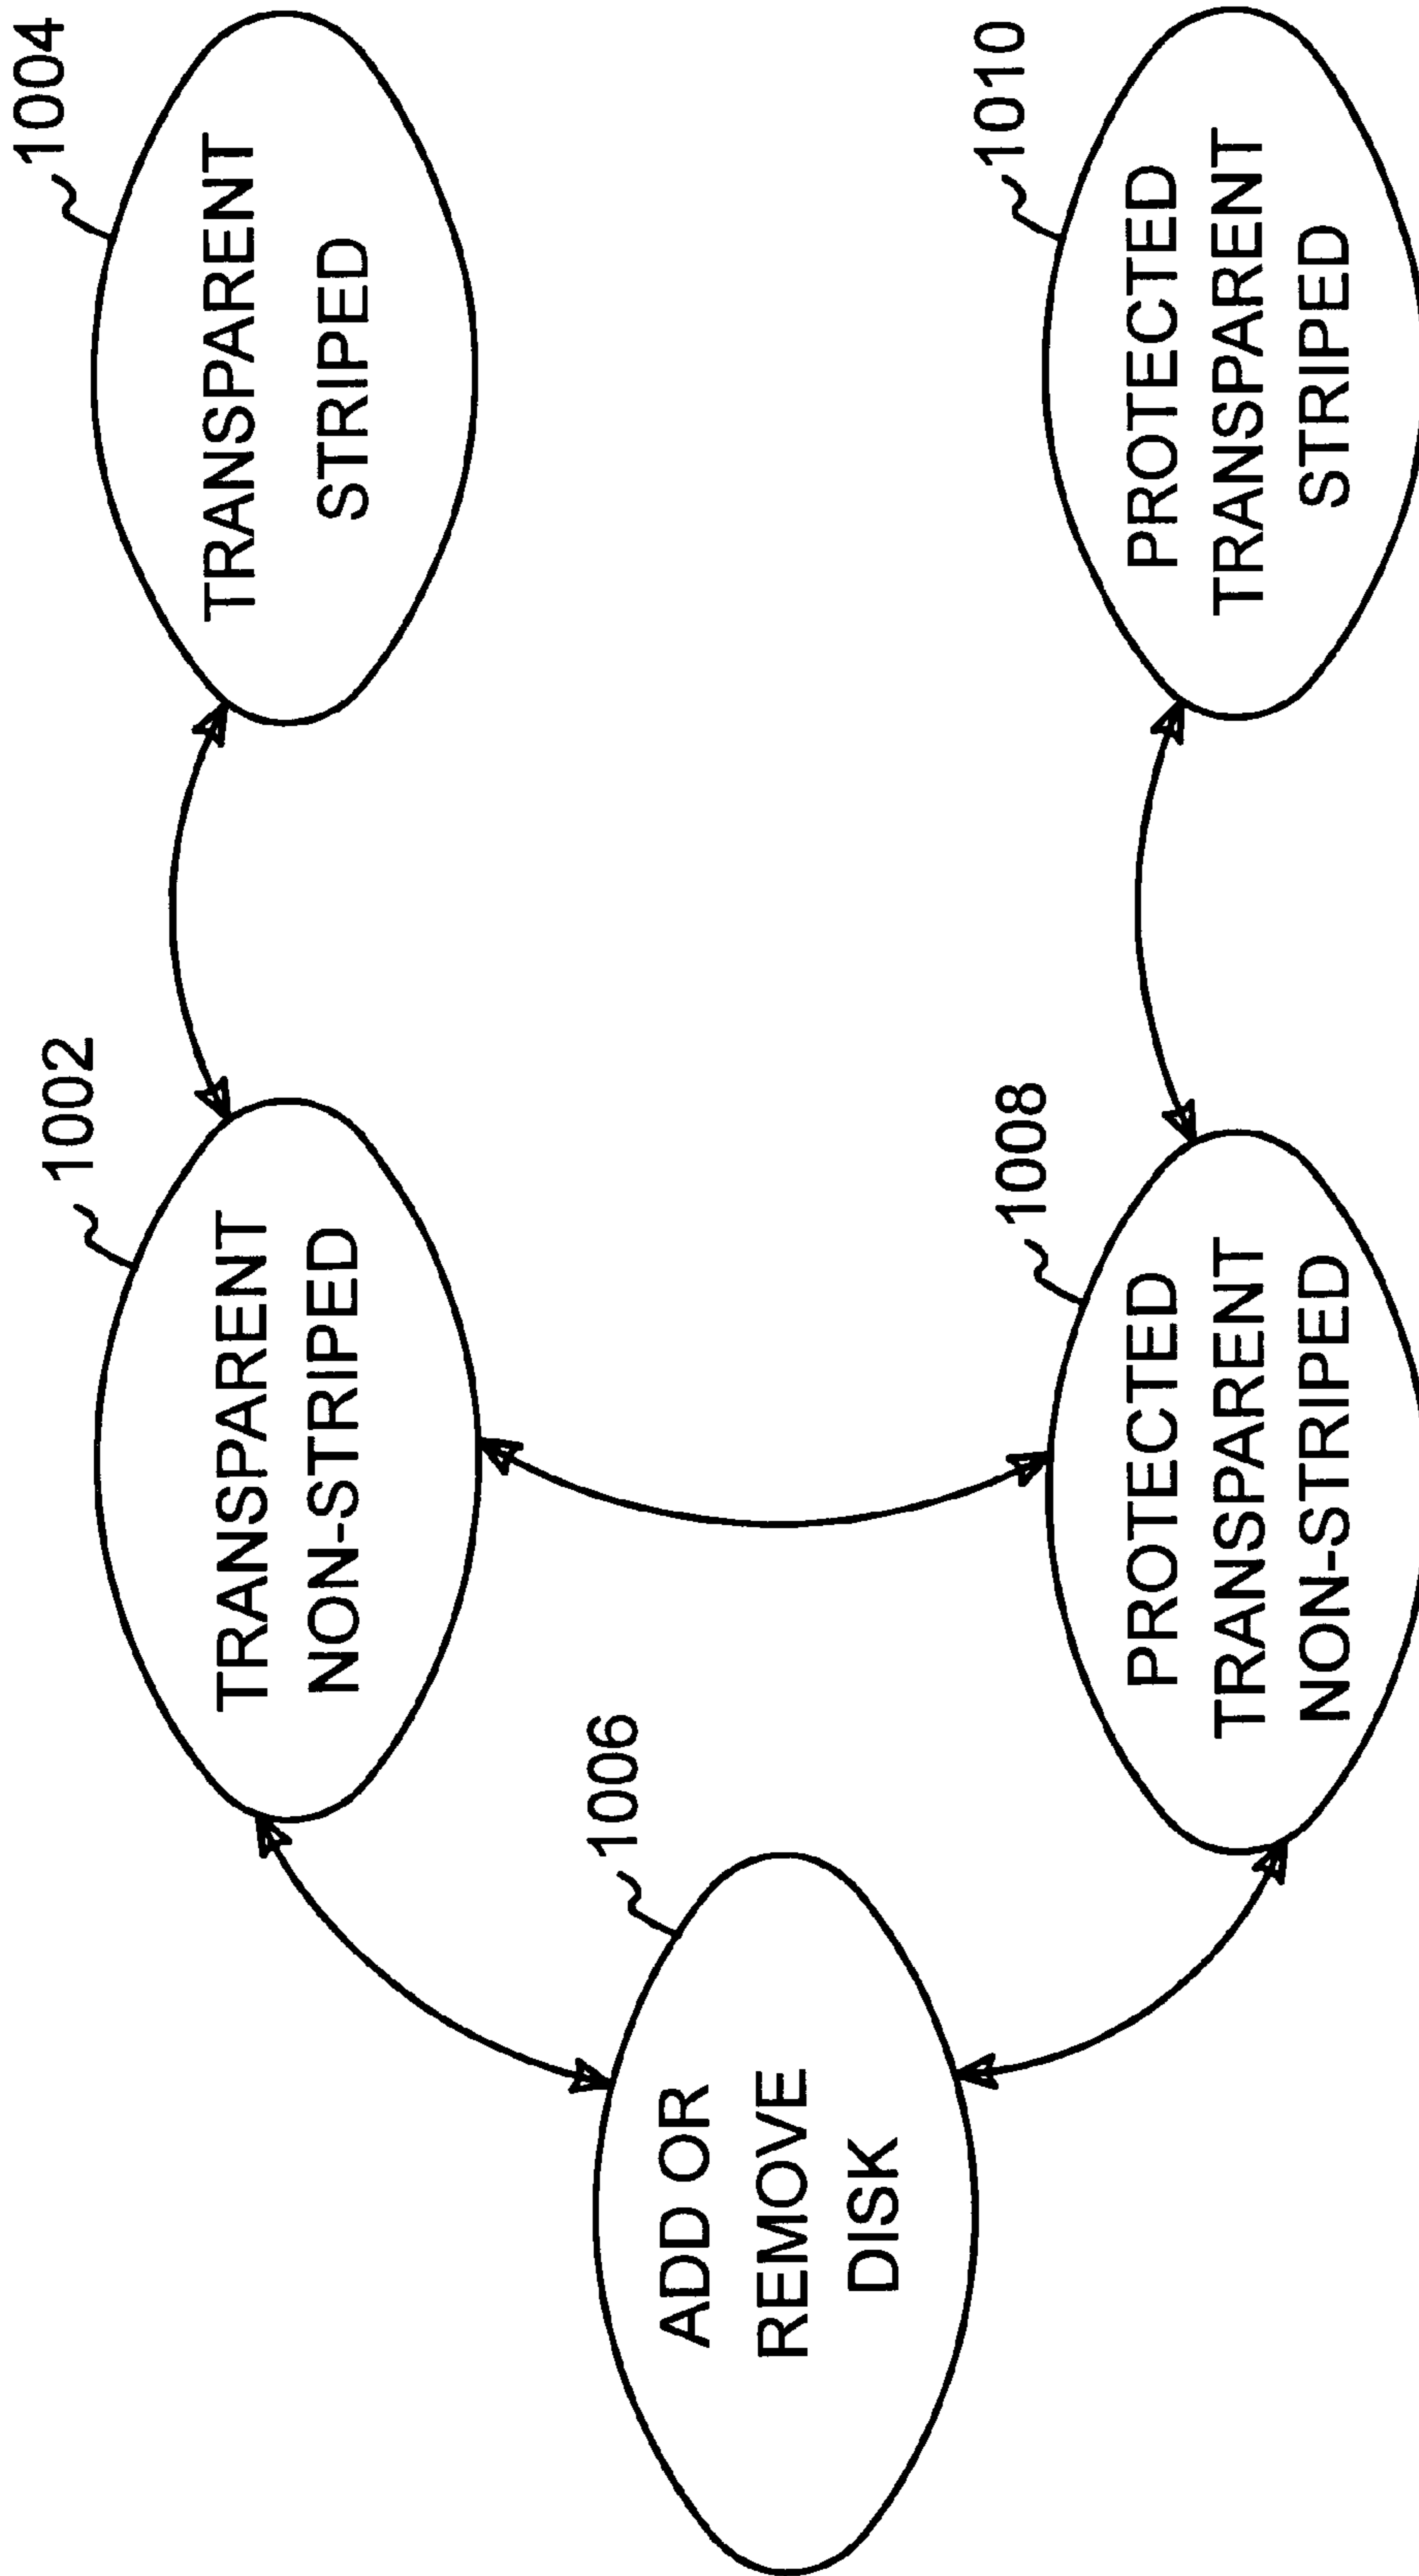 1002
TRANSPARENT
NON-STRIPED
1004
TRANSPARENT
STRIPED
1006
ADD OR
REMOVE
DISK
1008
PROTECTED
TRANSPARENT
NON-STRIPED
1010
PROTECTED
TRANSPARENT
STRIPED